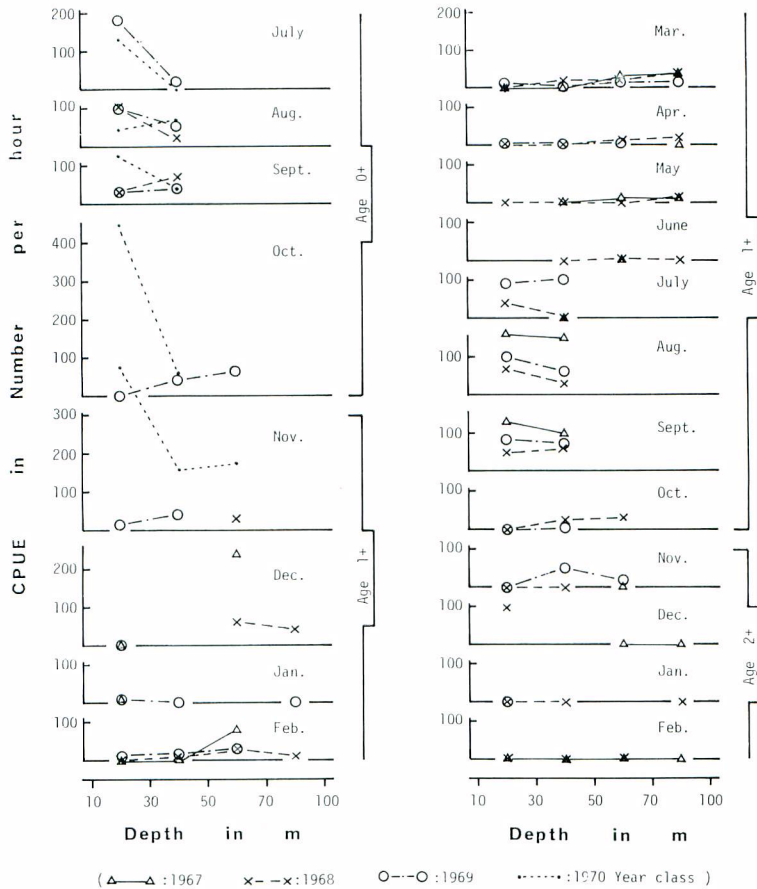 CPUE in Number per hour
200
100
July
100
Aug.
100
Sept.
400
300
200
100
Oct.
300
200
100
Nov.
200
100
Dec.
100
Jan.
100
Feb.
10 30 50 70 100
Depth in m
Age 0+
Age 1+
200
100
Mar.
100
Apr.
100
May
100
June
100
July
100
Aug.
100
Sept.
100
Oct.
100
Nov.
100
Dec.
100
Jan.
100
Feb.
10 30 60 80 100
Depth in m
Age 1+
Age 2+
( : 1967 : 1968 : 1969 : 1970 Year class )